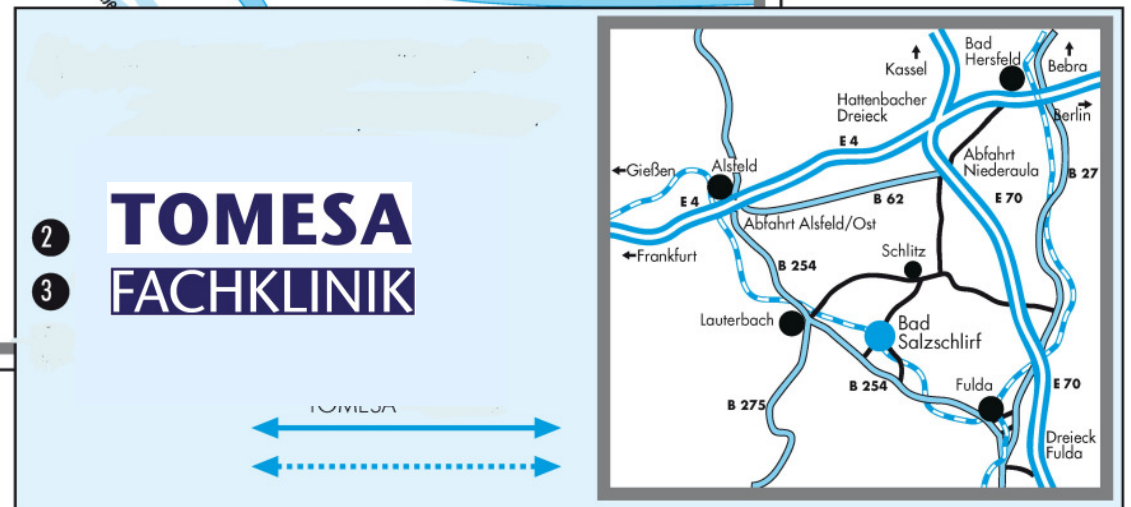 2
TOMESA
3
FACHKLINIK
TOMESA
Kassel
Bad
Hersfeld
Bebra
Hattenbacher
Dreieck
Berlin
E 4
Abfahrt
Niederaula
Gießen
Alsfeld
B 27
E 4
B 62
E 70
Abfahrt Alsfeld/Ost
Frankfurt
Schlitz
B 254
Lauterbach
Bad
Salzschlirf
B 254
Fulda
E 70
B 275
Dreieck
Fulda